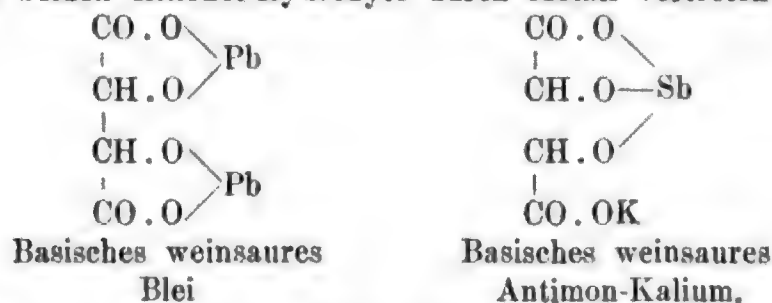 CO.O CO.O
Pb
CH.O CH.O—Sb
CH.O CH.O
Pb
CO.O CO.OK
Basisches weinsaures Basisches weinsaures
Blei Antimon-Kalium.